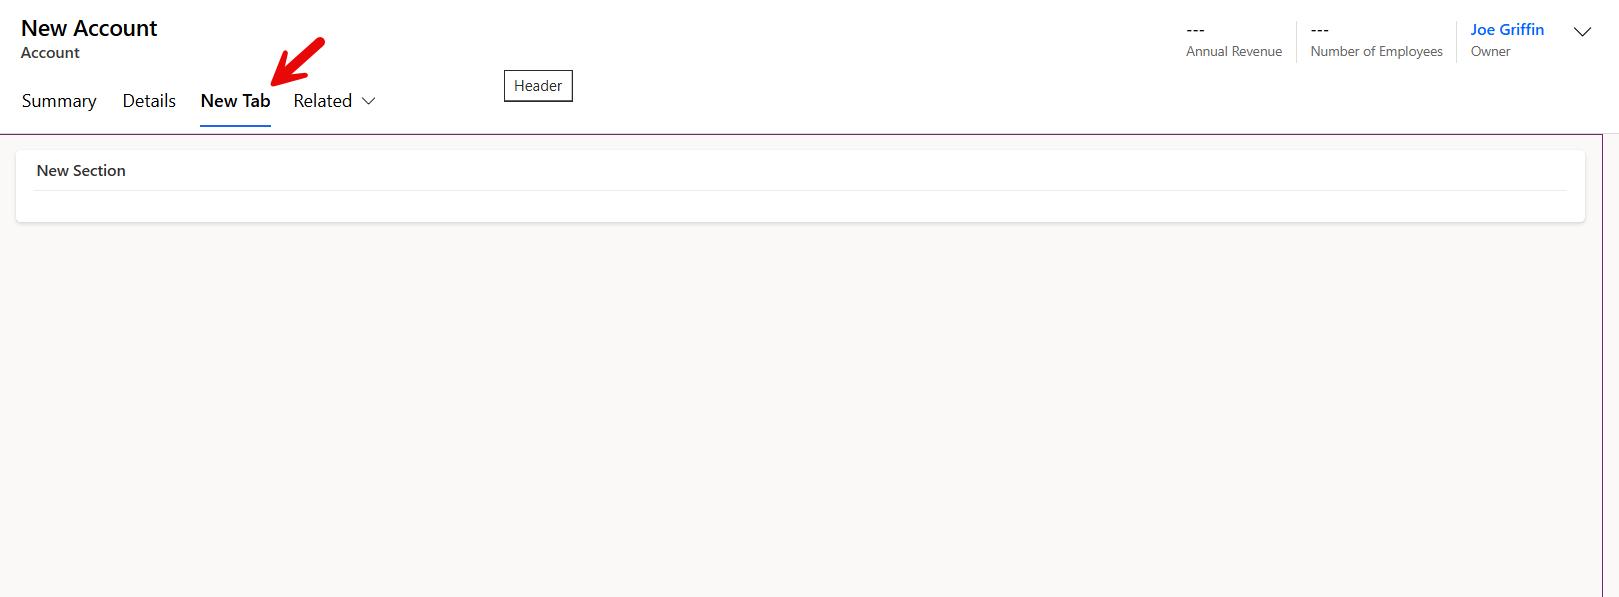 New Account
Account
---
Annual Revenue
---
Number of Employees
Joe Griffin
Owner
Summary Details New Tab Related
Header
New Section